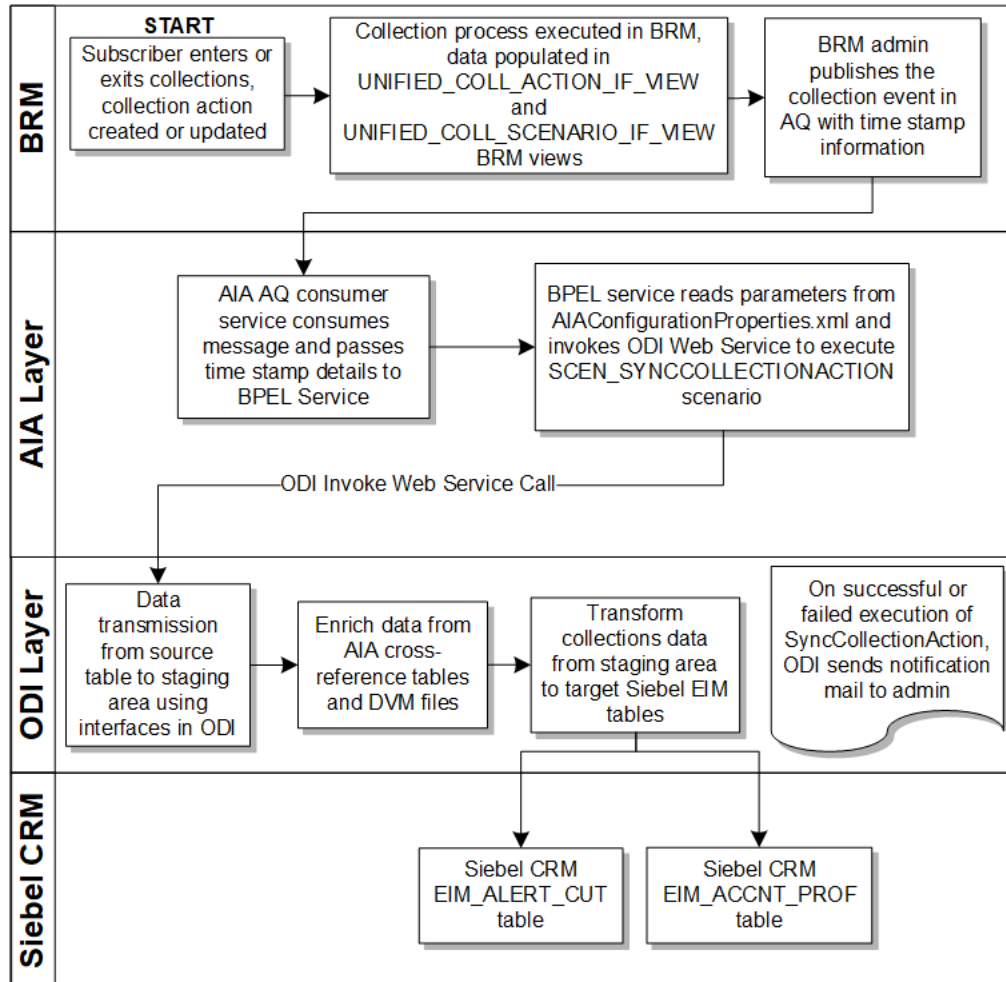 BRM
START
Subscriber enters or
exits collections,
collection action
created or updated
Collection process executed in BRM,
data populated in
UNIFIED_COLL_ACTION_IF_VIEW
and
UNIFIED_COLL_SCENARIO_IF_VIEW
BRM views
BRM admin
publishes the
collection event in
AQ with time stamp
information
AIA Layer
AIA AQ consumer
service consumes
message and passes
time stamp details to
BPEL Service
BPEL service reads parameters from
AIAConfigurationProperties.xml and
invokes ODI Web Service to execute
SCEN_SYNCCOLLECTIONACTION
scenario
ODI Invoke Web Service Call
ODI Layer
Data
transmission
from source
table to staging
area using
interfaces in ODI
Enrich data from
AIA cross-
reference tables
and DVM files
Transform
collections data
from staging area
to target Siebel EIM
tables
On successful or
failed execution of
SyncCollectionAction,
ODI sends notification
mail to admin
Siebel CRM
Siebel CRM
EIM_ALERT_CUT
table
Siebel CRM
EIM_ACCNT_PROF
table